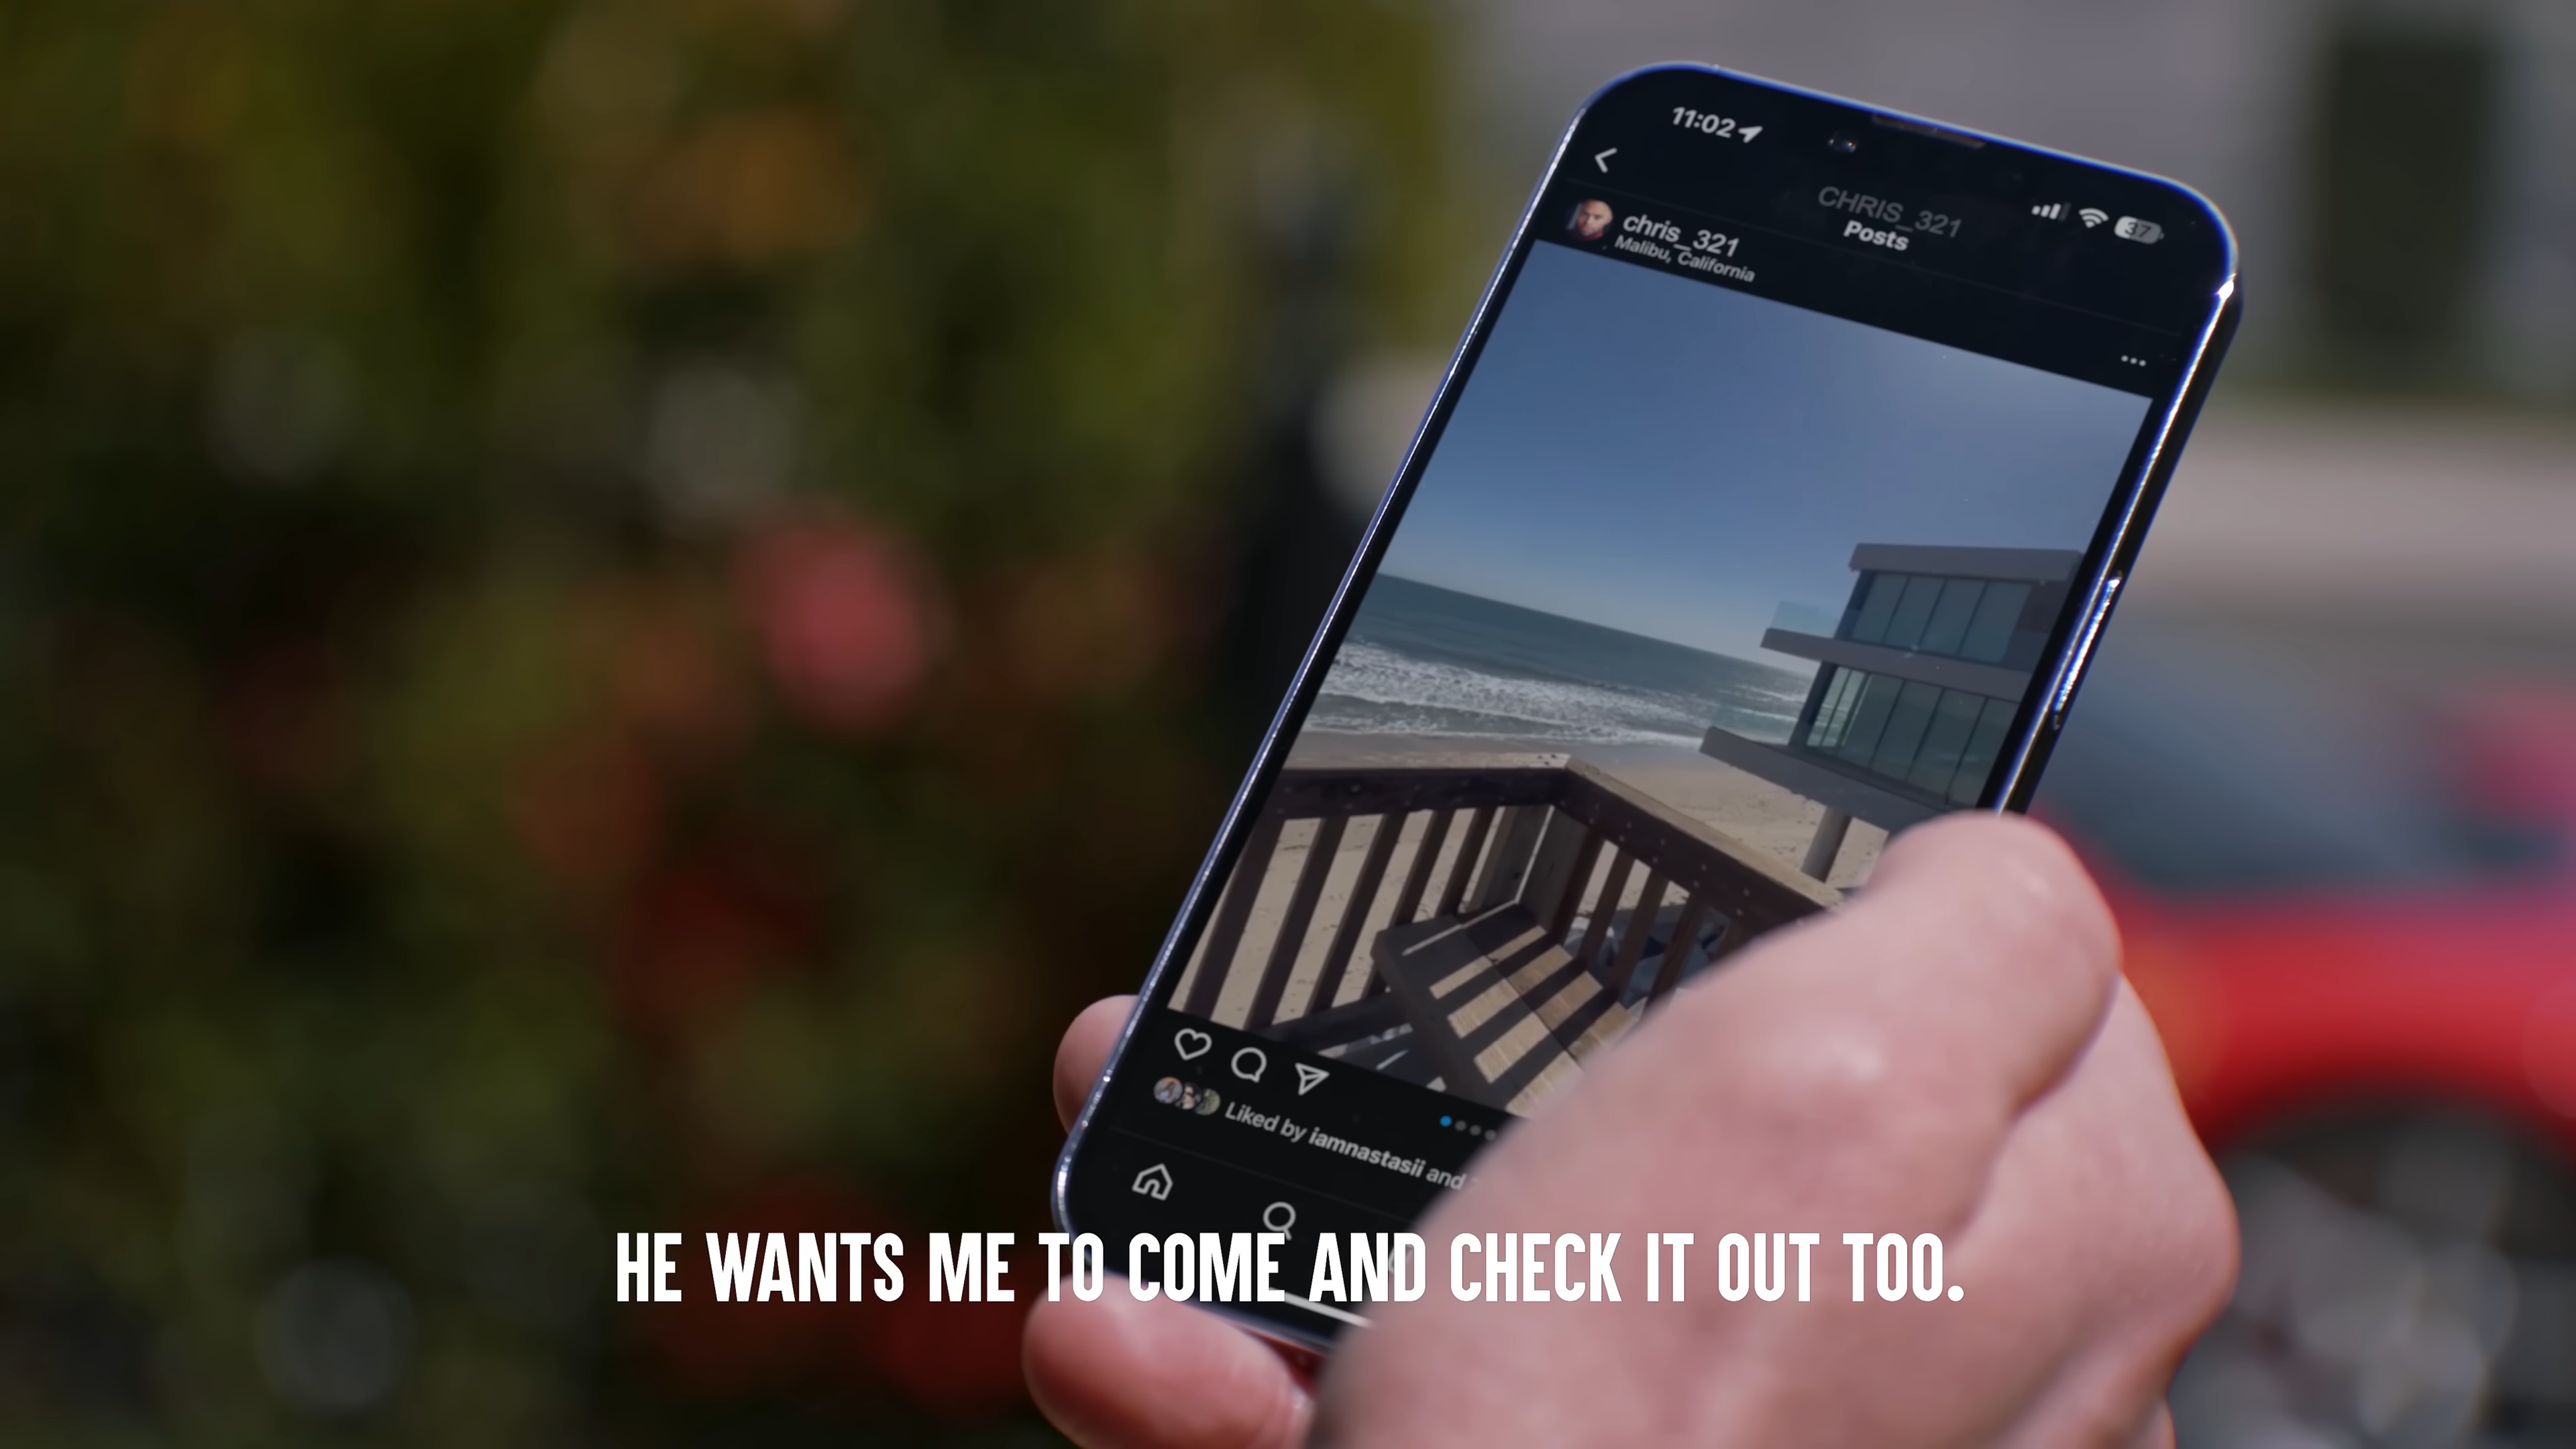 11:02
37
CHRIS_321
Posts
chris_321
Malibu, California
Liked by iamnastasii and
HE WANTS ME TO COME AND CHECK IT OUT TOO.